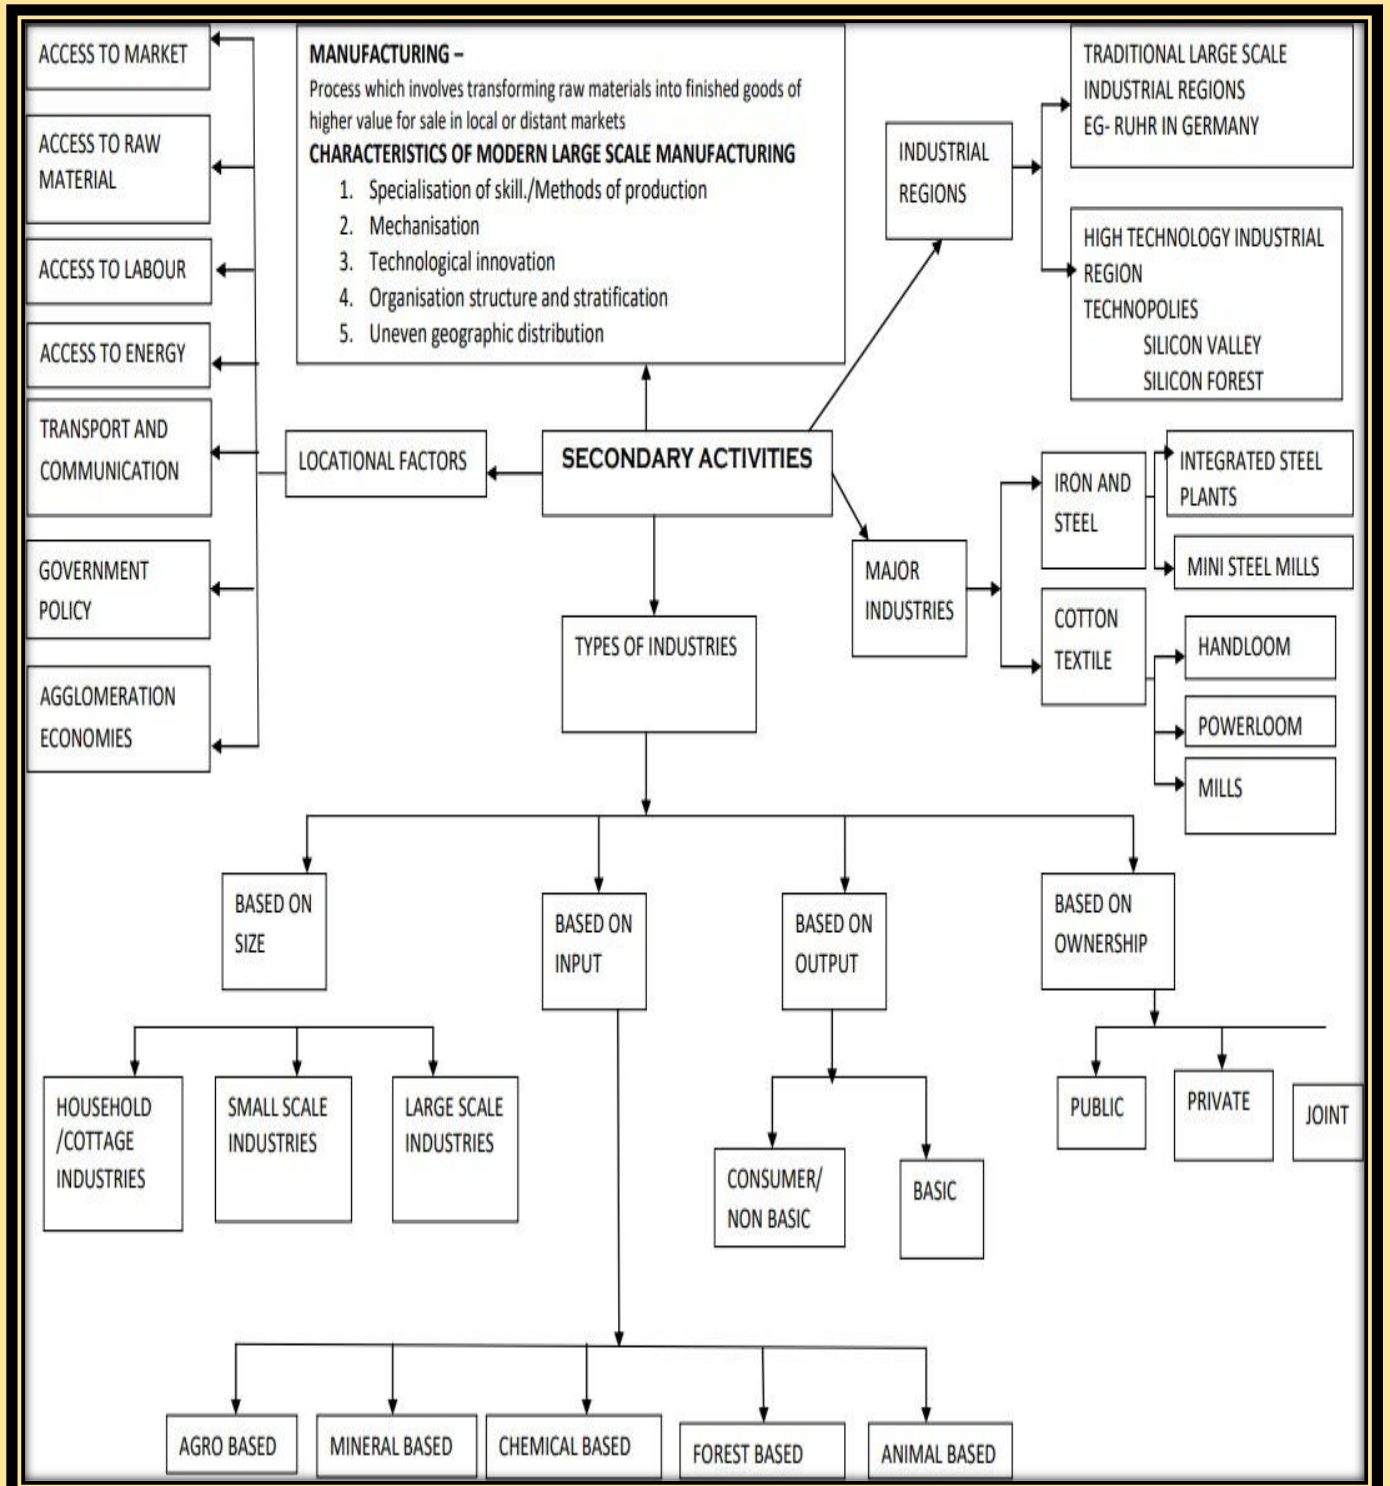 ACCESS TO MARKET
ACCESS TO RAW
MATERIAL
ACCESS TO LABOUR
ACCESS TO ENERGY
TRANSPORT AND
COMMUNICATION
GOVERNMENT
POLICY
AGGLOMERATION
ECONOMIES
LOCATIONAL FACTORS
MANUFACTURING –
Process which involves transforming raw materials into finished goods of
higher value for sale in local or distant markets
CHARACTERISTICS OF MODERN LARGE SCALE MANUFACTURING
1. Specialisation of skill./Methods of production
2. Mechanisation
3. Technological innovation
4. Organisation structure and stratification
5. Uneven geographic distribution
SECONDARY ACTIVITIES
INDUSTRIAL
REGIONS
TRADITIONAL LARGE SCALE
INDUSTRIAL REGIONS
EG- RUHR IN GERMANY
HIGH TECHNOLOGY INDUSTRIAL
REGION
TECHNOPOLIES
SILICON VALLEY
SILICON FOREST
MAJOR
INDUSTRIES
IRON AND
STEEL
INTEGRATED STEEL
PLANTS
MINI STEEL MILLS
COTTON
TEXTILE
HANDLOOM
POWERLOOM
MILLS
TYPES OF INDUSTRIES
BASED ON
SIZE
BASED ON
INPUT
BASED ON
OUTPUT
BASED ON
OWNERSHIP
HOUSEHOLD
/COTTAGE
INDUSTRIES
SMALL SCALE
INDUSTRIES
LARGE SCALE
INDUSTRIES
CONSUMER/
NON BASIC
BASIC
PUBLIC
PRIVATE
JOINT
AGRO BASED
MINERAL BASED
CHEMICAL BASED
FOREST BASED
ANIMAL BASED